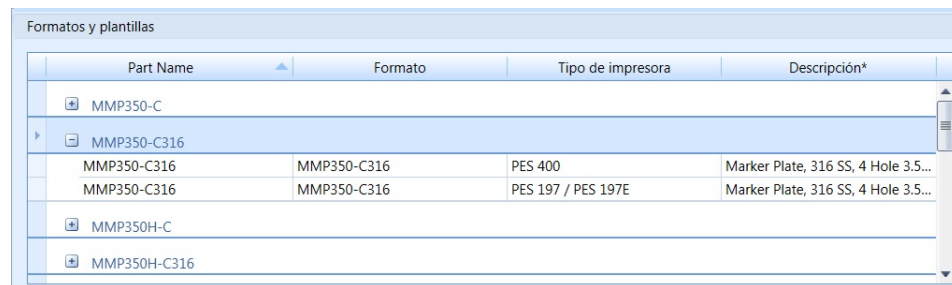 Formatos y plantillas
Part Name Formato Tipo de impresora Descripción*
MMP350-C
MMP350-C316
MMP350-C316 MMP350-C316 PES 400 Marker Plate, 316 SS, 4 Hole 3.5...
MMP350-C316 MMP350-C316 PES 197 / PES 197E Marker Plate, 316 SS, 4 Hole 3.5...
MMP350H-C
MMP350H-C316